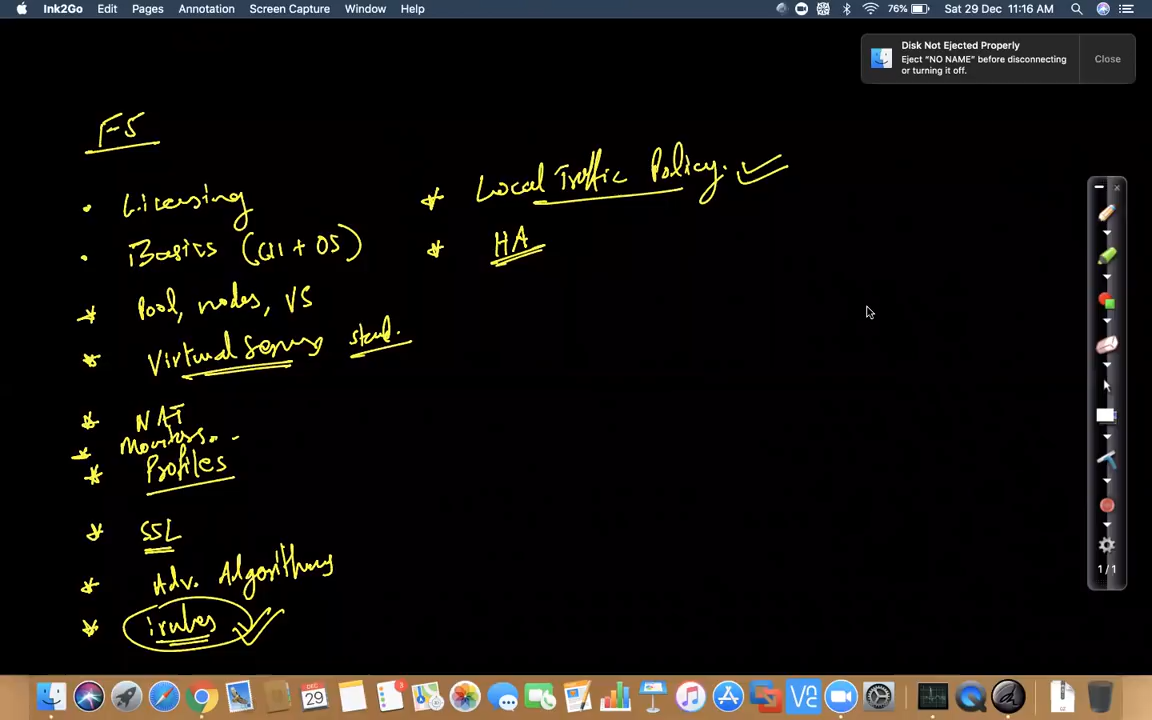 Ink2Go Edit Pages Annotation Screen Capture Window Help 76% Sat 29 Dec 11:16 AM
Disk Not Ejected Properly
Eject “NO NAME” before disconnecting
or turning it off.
Close
F5
Licensing
Basics (GUI + OS)
Pool, nodes, VS
Virtual Servers stand.
NAT
Monitors..
Profiles
SSL
Adv. Algorithms
irules
Local Traffic Policy.
HA
1/1
29